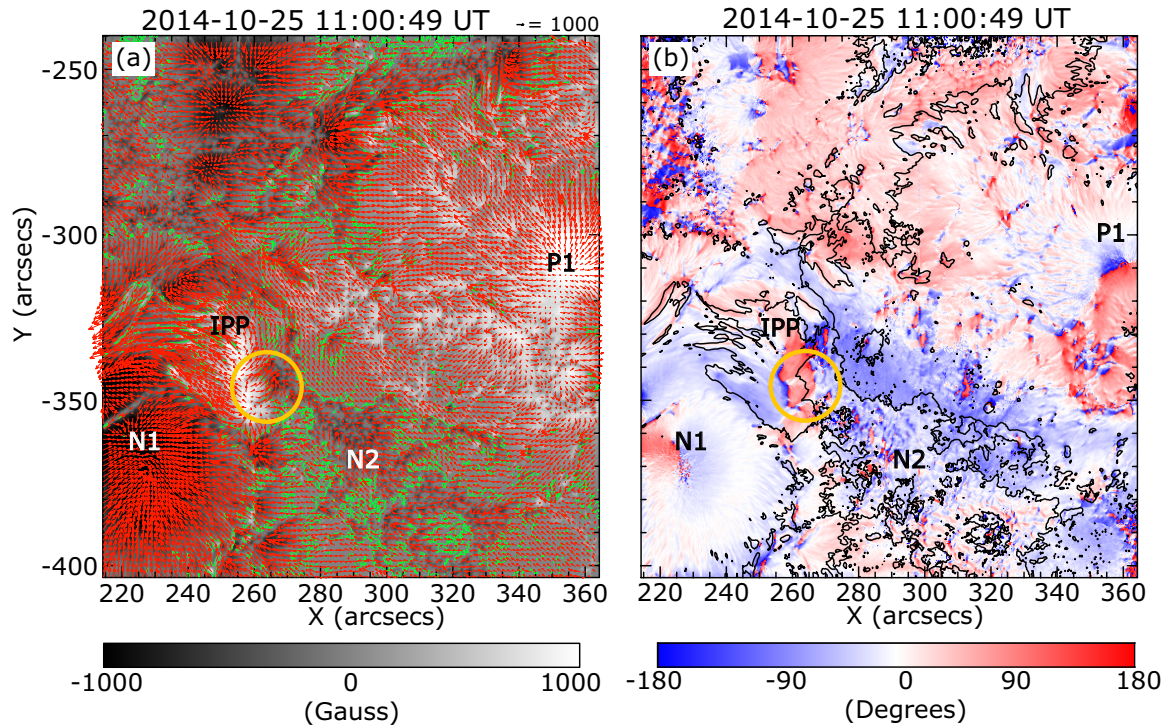 2014-10-25 11:00:49 UT
→= 1000
2014-10-25 11:00:49 UT
(a)
(b)
-250
-300
-350
-400
Y (arcsecs)
P1
IPP
N1
N2
P1
IPP
N1
N2
220 240 260 280 300 320 340 360
220 240 260 280 300 320 340 360
X (arcsecs)
X (arcsecs)
-1000 0 1000
-180 -90 0 90 180
(Gauss)
(Degrees)